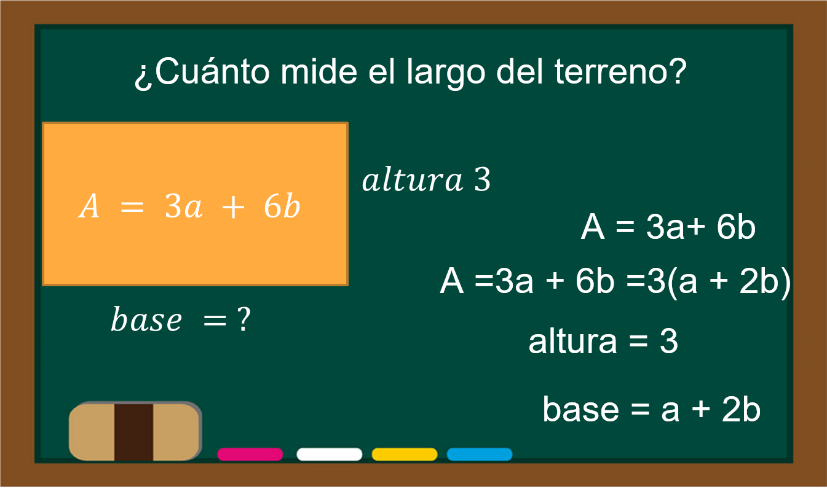 ¿Cuánto mide el largo del terreno?
A = 3a + 6b
altura 3
base = ?
A = 3a+ 6b
A =3a + 6b =3(a + 2b)
altura = 3
base = a + 2b